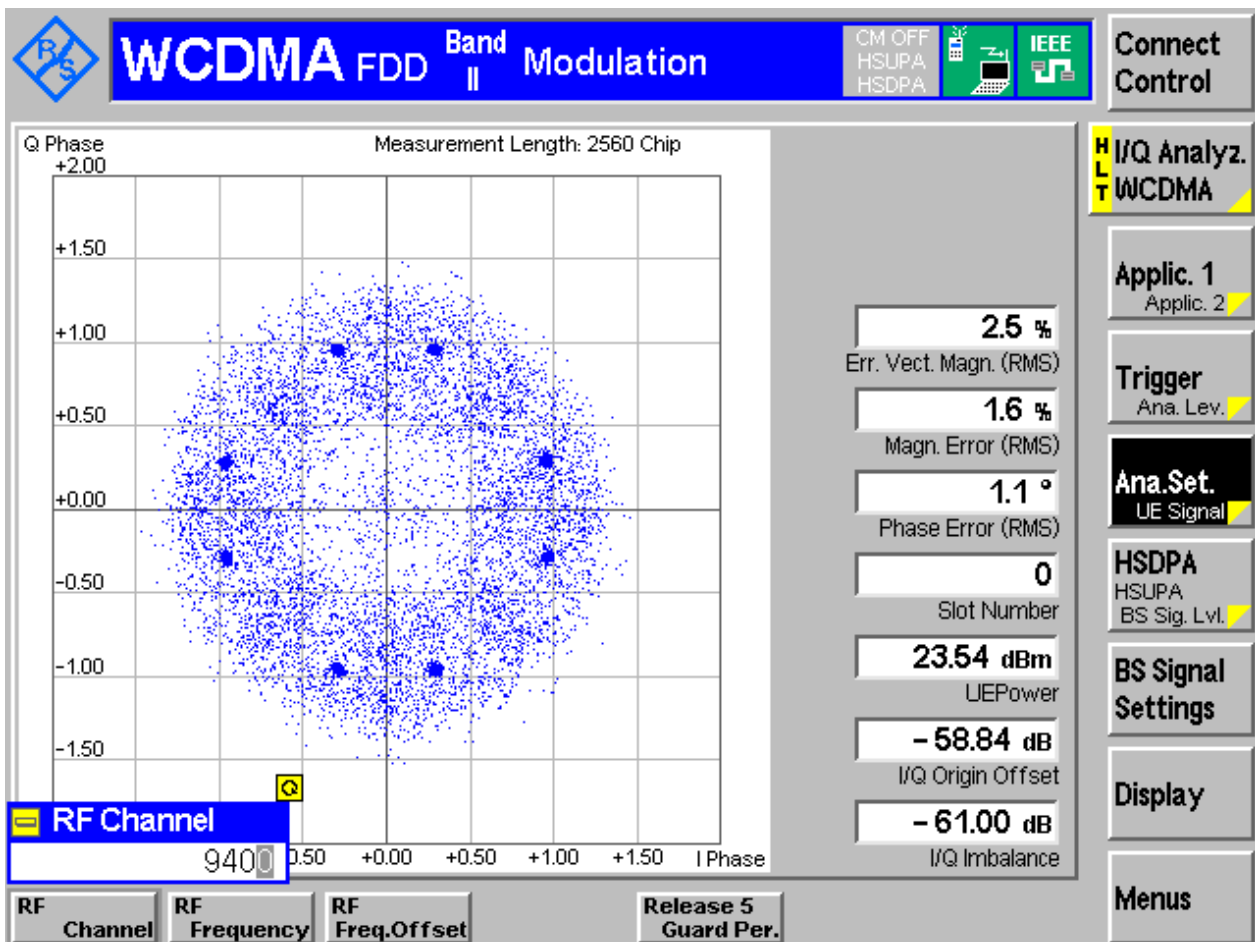 R/S
WCDMA FDD Band II Modulation
CM OFF
HSUPA
HSDPA
IEEE
Connect
Control
Q Phase
Measurement Length: 2560 Chip
+2.00
+1.50
+1.00
+0.50
+0.00
-0.50
-1.00
-1.50
Q
RF Channel
9400
0.50 +0.00 +0.50 +1.00 +1.50 I Phase
2.5 %
Err. Vect. Magn. (RMS)
1.6 %
Magn. Error (RMS)
1.1 °
Phase Error (RMS)
0
Slot Number
23.54 dBm
UEPower
-58.84 dB
I/Q Origin Offset
-61.00 dB
I/Q Imbalance
HLT
I/Q Analyz.
WCDMA
Applic. 1
Applic. 2
Trigger
Ana. Lev.
Ana.Set.
UE Signal
HSDPA
HSUPA
BS Sig. Lvl.
BS Signal
Settings
Display
Menus
RF
Channel
RF
Frequency
RF
Freq.Offset
Release 5
Guard Per.